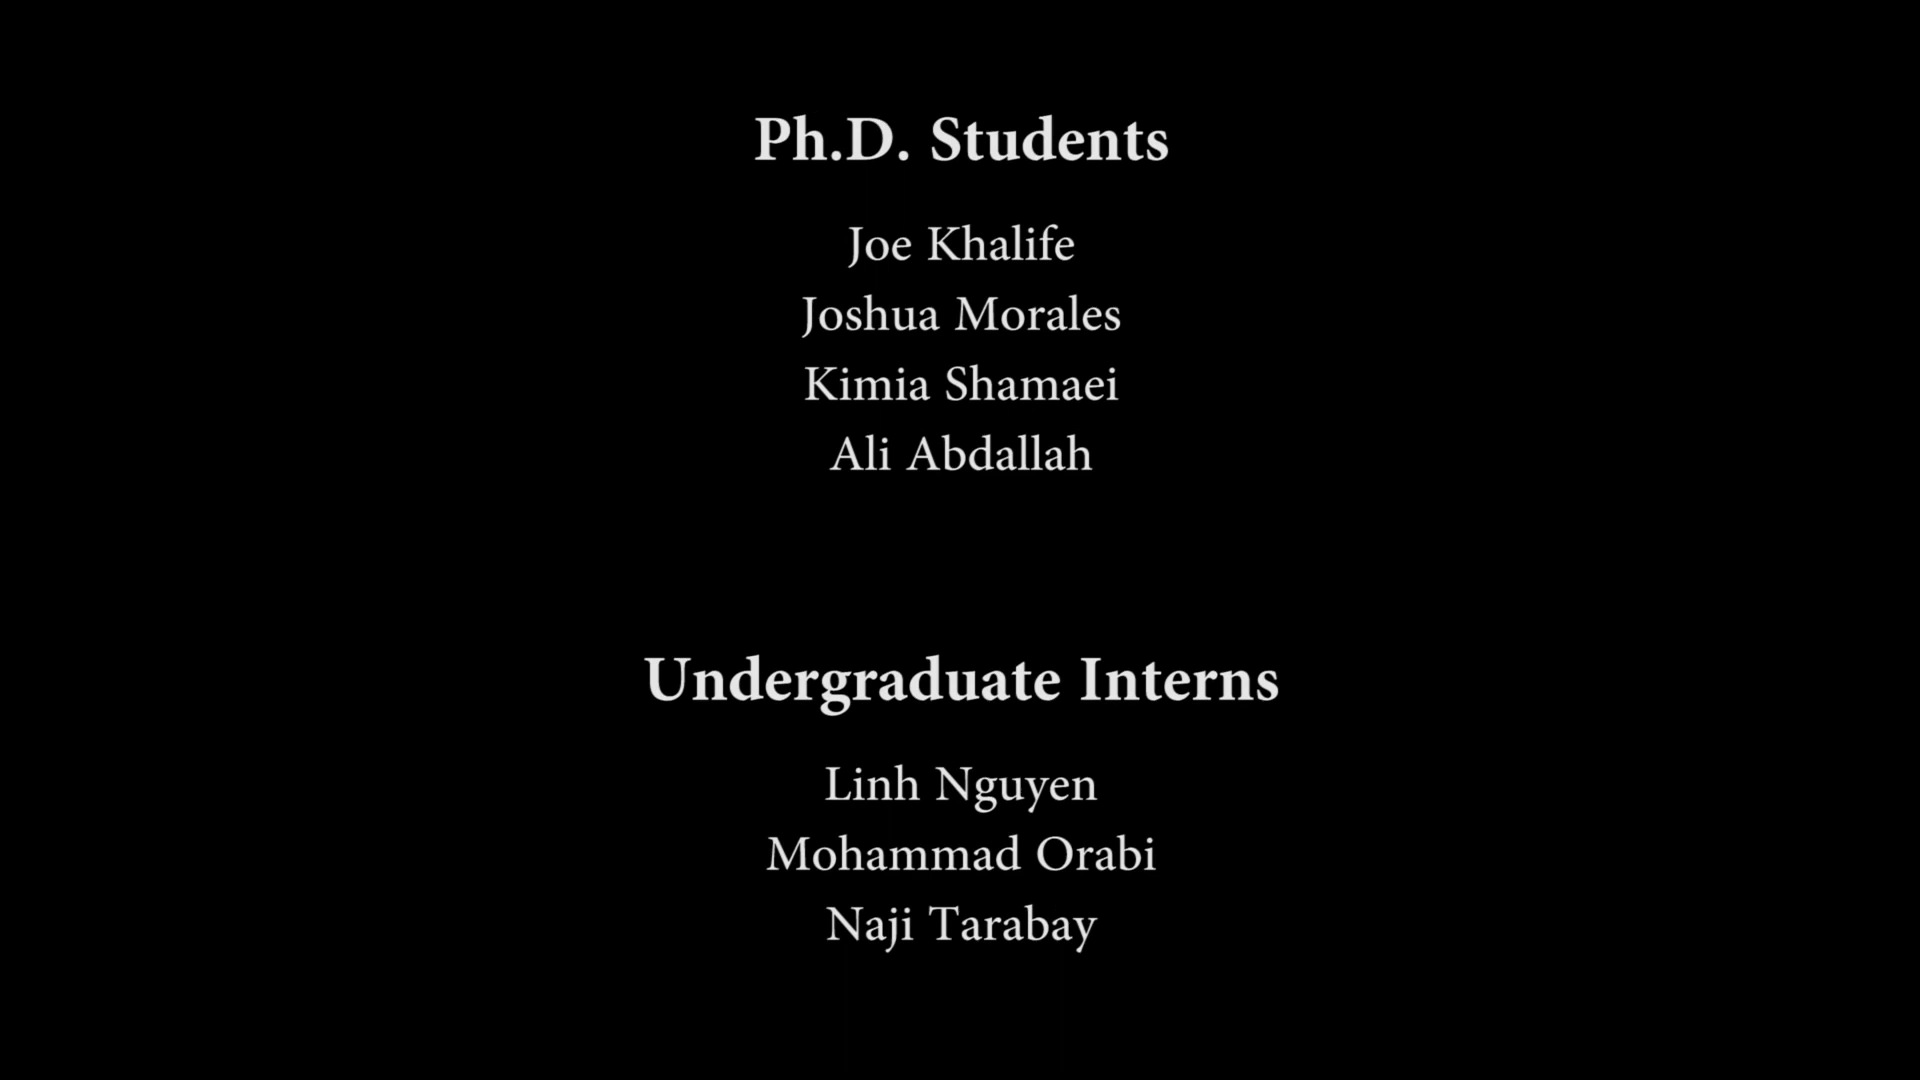 Ph.D. Students
Joe Khalife
Joshua Morales
Kimia Shamaei
Ali Abdallah
Undergraduate Interns
Linh Nguyen
Mohammad Orabi
Naji Tarabay